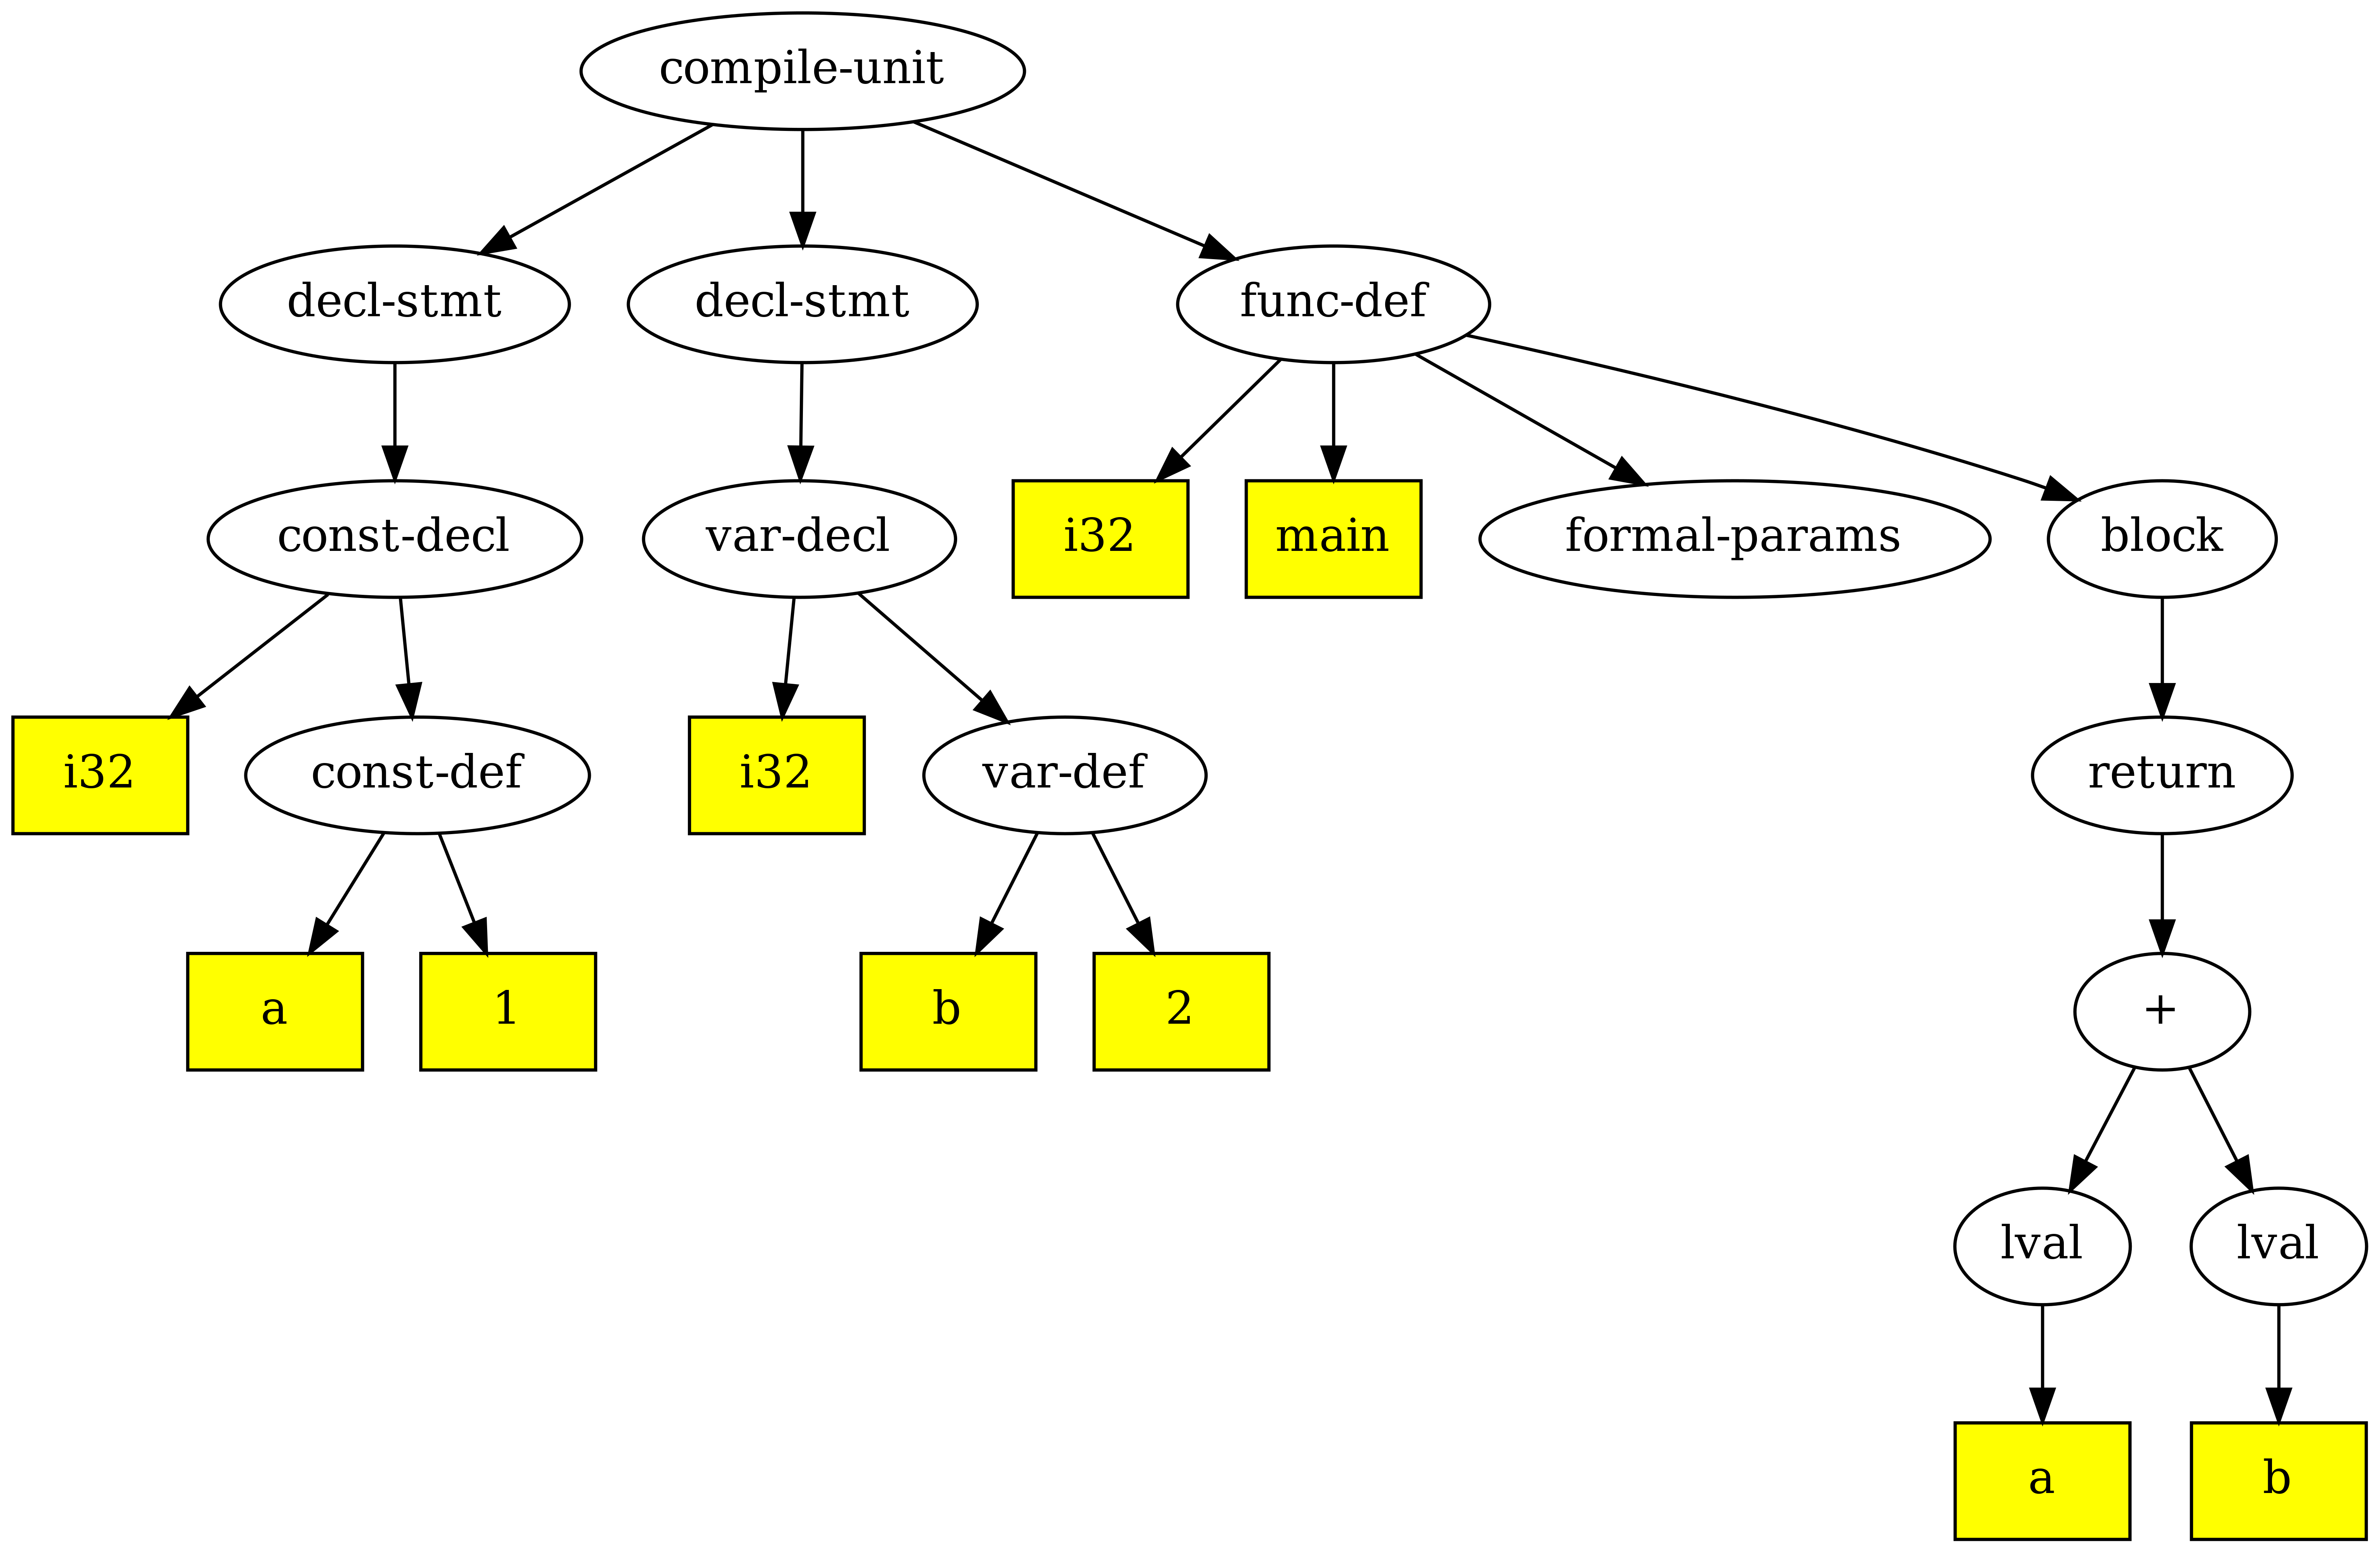 compile-unit
decl-stmt decl-stmt func-def
const-decl var-decl i32 main formal-params block
i32 const-def i32 var-def return
a 1 b 2 +
lval lval
a b